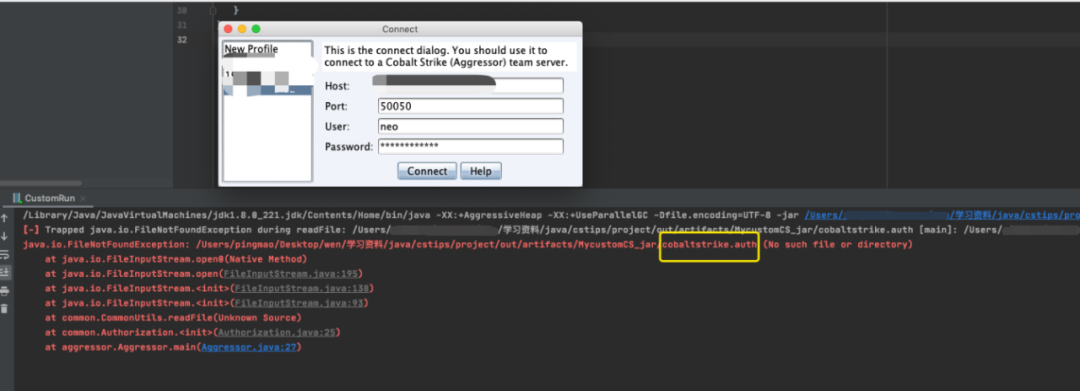 30
}
31
32
Connect
New Profile
This is the connect dialog. You should use it to
connect to a Cobalt Strike (Aggressor) team server.
Host:
Port: 50050
User: neo
Password: ************
Connect Help
CustomRun
/Library/Java/JavaVirtualMachines/jdk1.8.0_221.jdk/Contents/Home/bin/java -XX:+AggressiveHeap -XX:+UseParallelGC -Dfile.encoding=UTF-8 -jar /Users/ /学习资料/java/cstips/pro
[-] Trapped java.io.FileNotFoundException during readFile: /Users/ /学习资料/java/cstips/project/out/artifacts/MycustomCS_jar/cobaltstrike.auth [main]: /Users/
java.io.FileNotFoundException: /Users/pingmao/Desktop/wen/学习资料/java/cstips/project/out/artifacts/MycustomCS_jar/cobaltstrike.auth (No such file or directory)
at java.io.FileInputStream.open0(Native Method)
at java.io.FileInputStream.open(FileInputStream.java:195)
at java.io.FileInputStream.<init>(FileInputStream.java:138)
at java.io.FileInputStream.<init>(FileInputStream.java:93)
at common.CommonUtils.readFile(Unknown Source)
at common.Authorization.<init>(Authorization.java:25)
at aggressor.Aggressor.main(Aggressor.java:27)